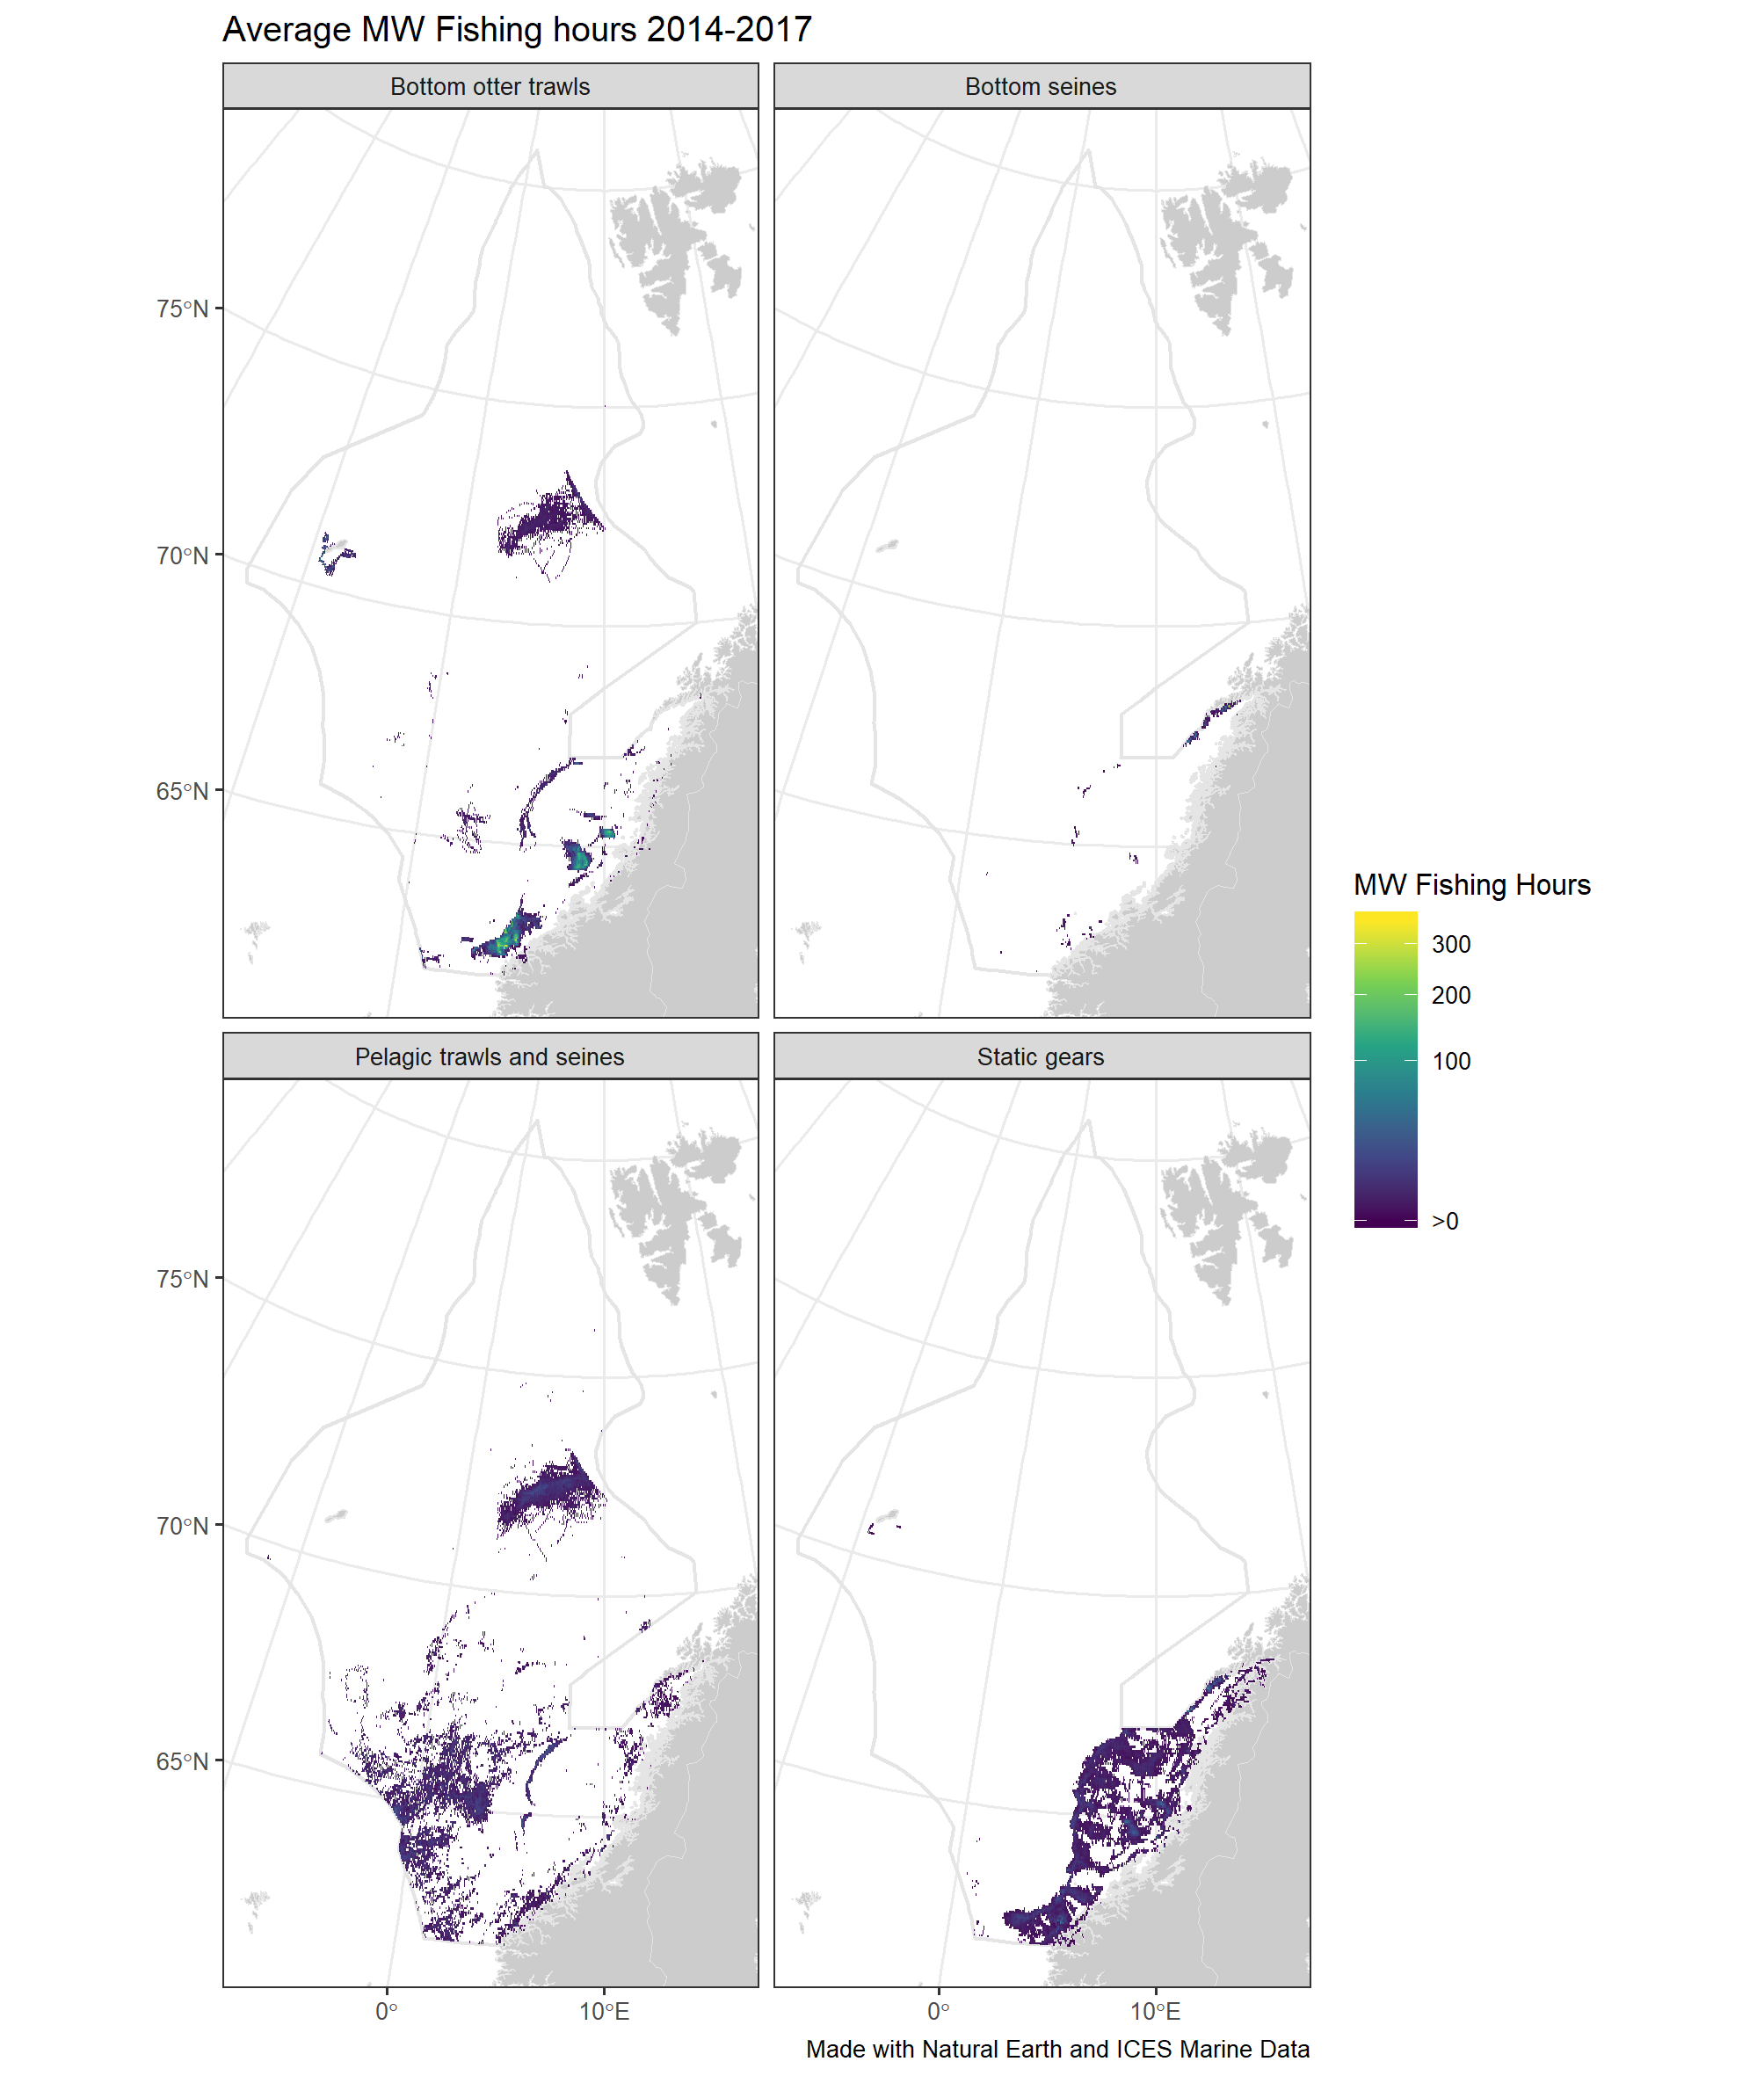 Average MW Fishing hours 2014-2017
Bottom otter trawls
Bottom seines
75°N
70°N
65°N
MW Fishing Hours
300
200
100
>0
Pelagic trawls and seines
Static gears
75°N
70°N
65°N
0°
10°E
0°
10°E
Made with Natural Earth and ICES Marine Data